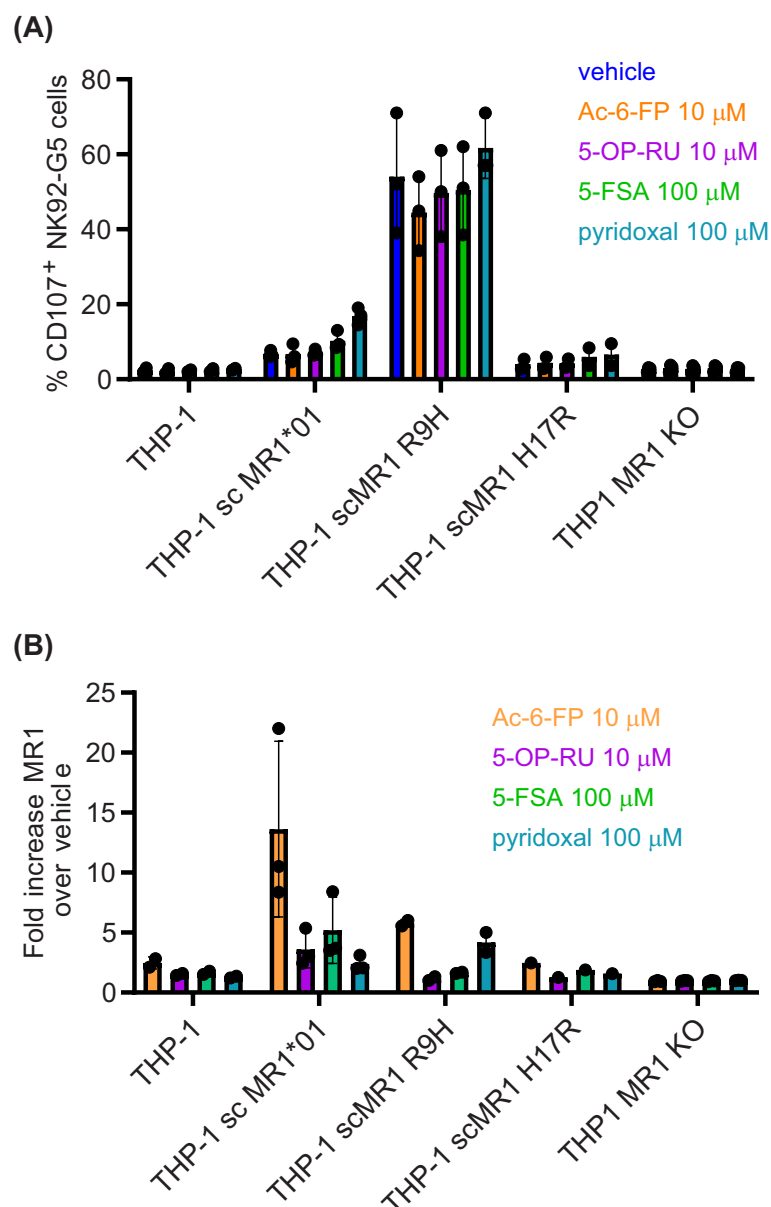 (A)
% CD107⁺ NK92-G5 cells
80
60
40
20
0
vehicle
Ac-6-FP 10 μM
5-OP-RU 10 μM
5-FSA 100 μM
pyridoxal 100 μM
THP-1
THP-1 sc MR1*01
THP-1 scMR1 R9H
THP-1 scMR1 H17R
THP1 MR1 KO
(B)
Fold increase MR1
over vehicle
25
20
15
10
5
0
Ac-6-FP 10 μM
5-OP-RU 10 μM
5-FSA 100 μM
pyridoxal 100 μM
THP-1
THP-1 sc MR1*01
THP-1 scMR1 R9H
THP-1 scMR1 H17R
THP1 MR1 KO